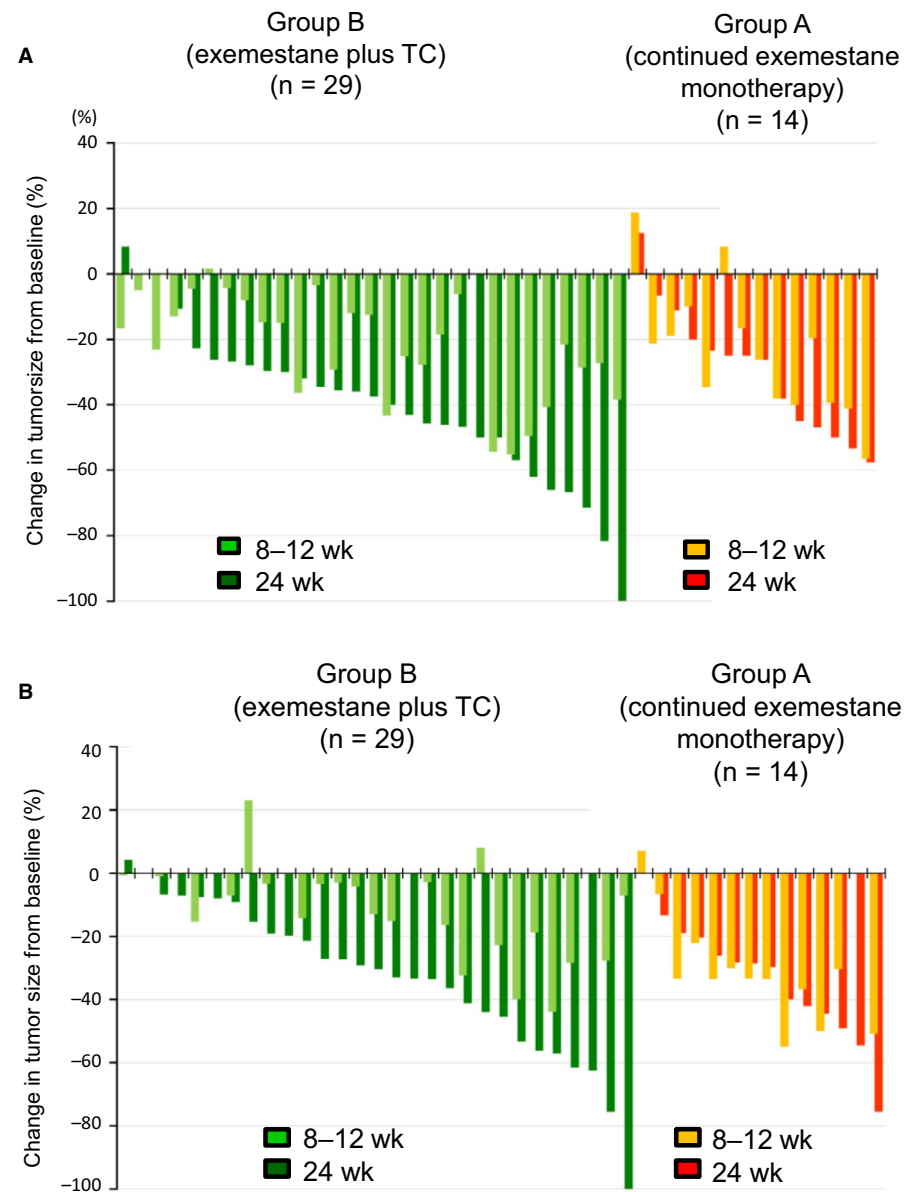 A
Group B
(exemestane plus TC)
(n = 29)
Group A
(continued exemestane
monotherapy)
(n = 14)
(%)
Change in tumorsize from baseline (%)
40
20
0
−20
−40
−60
−80
−100
8–12 wk
24 wk
8–12 wk
24 wk
B
Group B
(exemestane plus TC)
(n = 29)
Group A
(continued exemestane
monotherapy)
(n = 14)
Change in tumor size from baseline (%)
40
20
0
−20
−40
−60
−80
−100
8–12 wk
24 wk
8–12 wk
24 wk